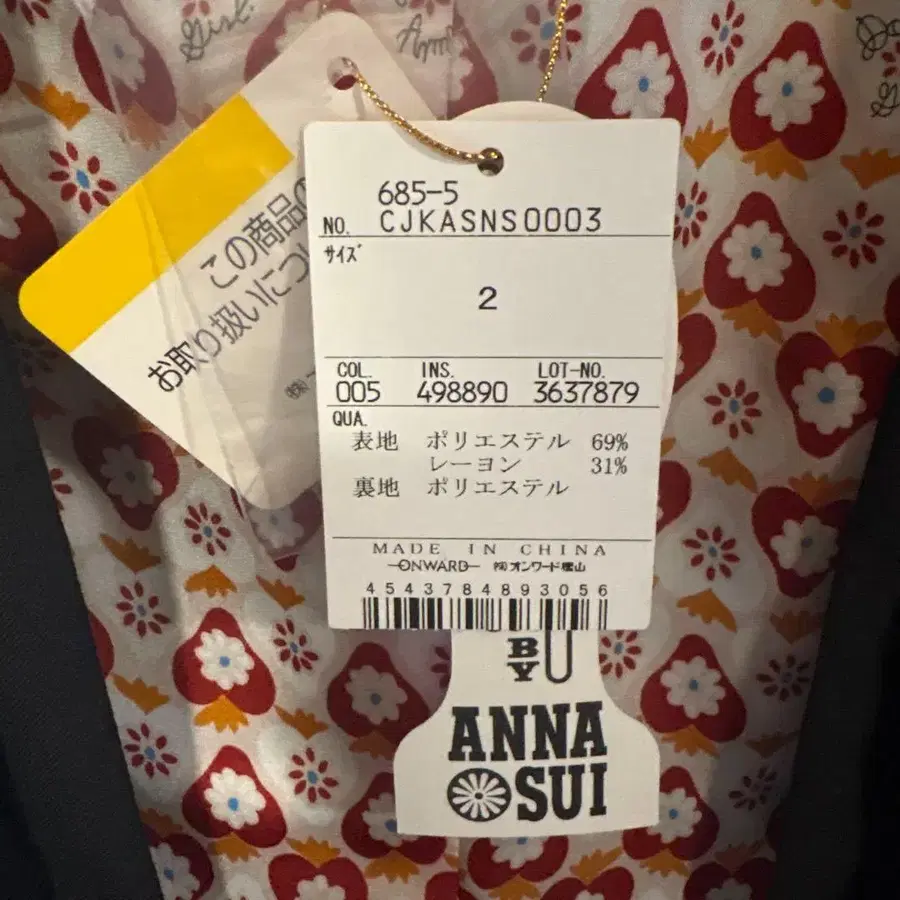 Girl.
685-5
NO. CJKASNS0003
サイズ
2
COL. INS. LOT-NO.
005 498890 3637879
QUA.
表地 ポリエステル 69%
レーヨン 31%
裏地 ポリエステル
MADE IN CHINA
ONWARD ㈱オンワード樫山
4543784893056
BY
ANNA
SUI
この商品の
お取り扱いにつ
㈱